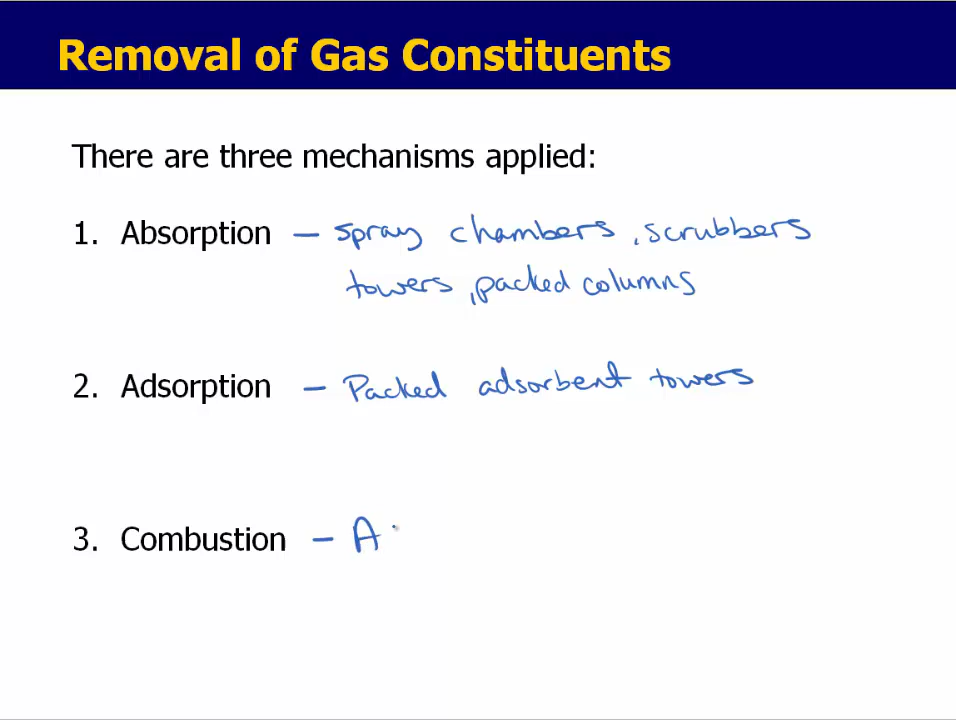 Removal of Gas Constituents
There are three mechanisms applied:
1. Absorption – spray chambers, scrubbers
towers, packed columns
2. Adsorption – Packed adsorbent towers
3. Combustion – A